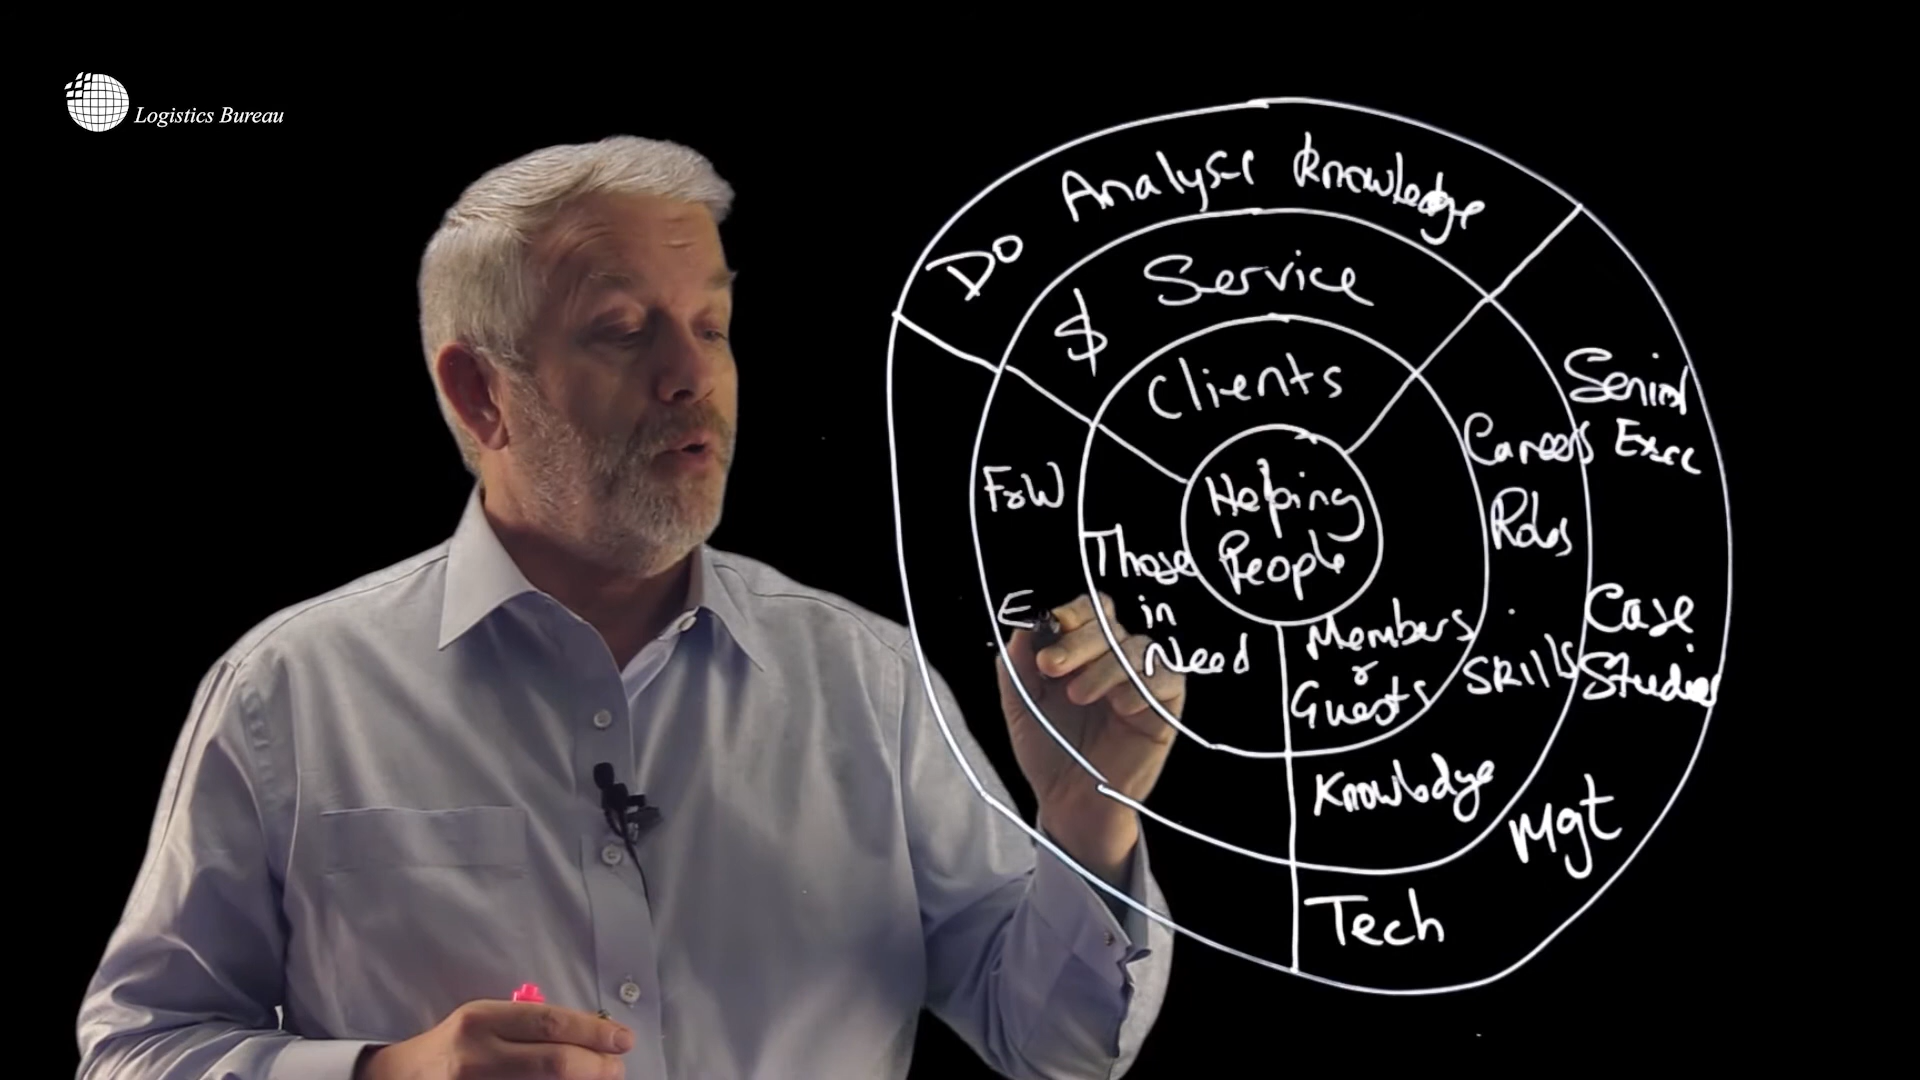 Logistics Bureau
Do Analyse Knowledge
$ Service
Clients
Helping
People
Senior
Exec
Careers
Roles
Case
Studies
Skills
Members
&
Guests
Knowledge
Mgt
Tech
F&W
Those
in
Need